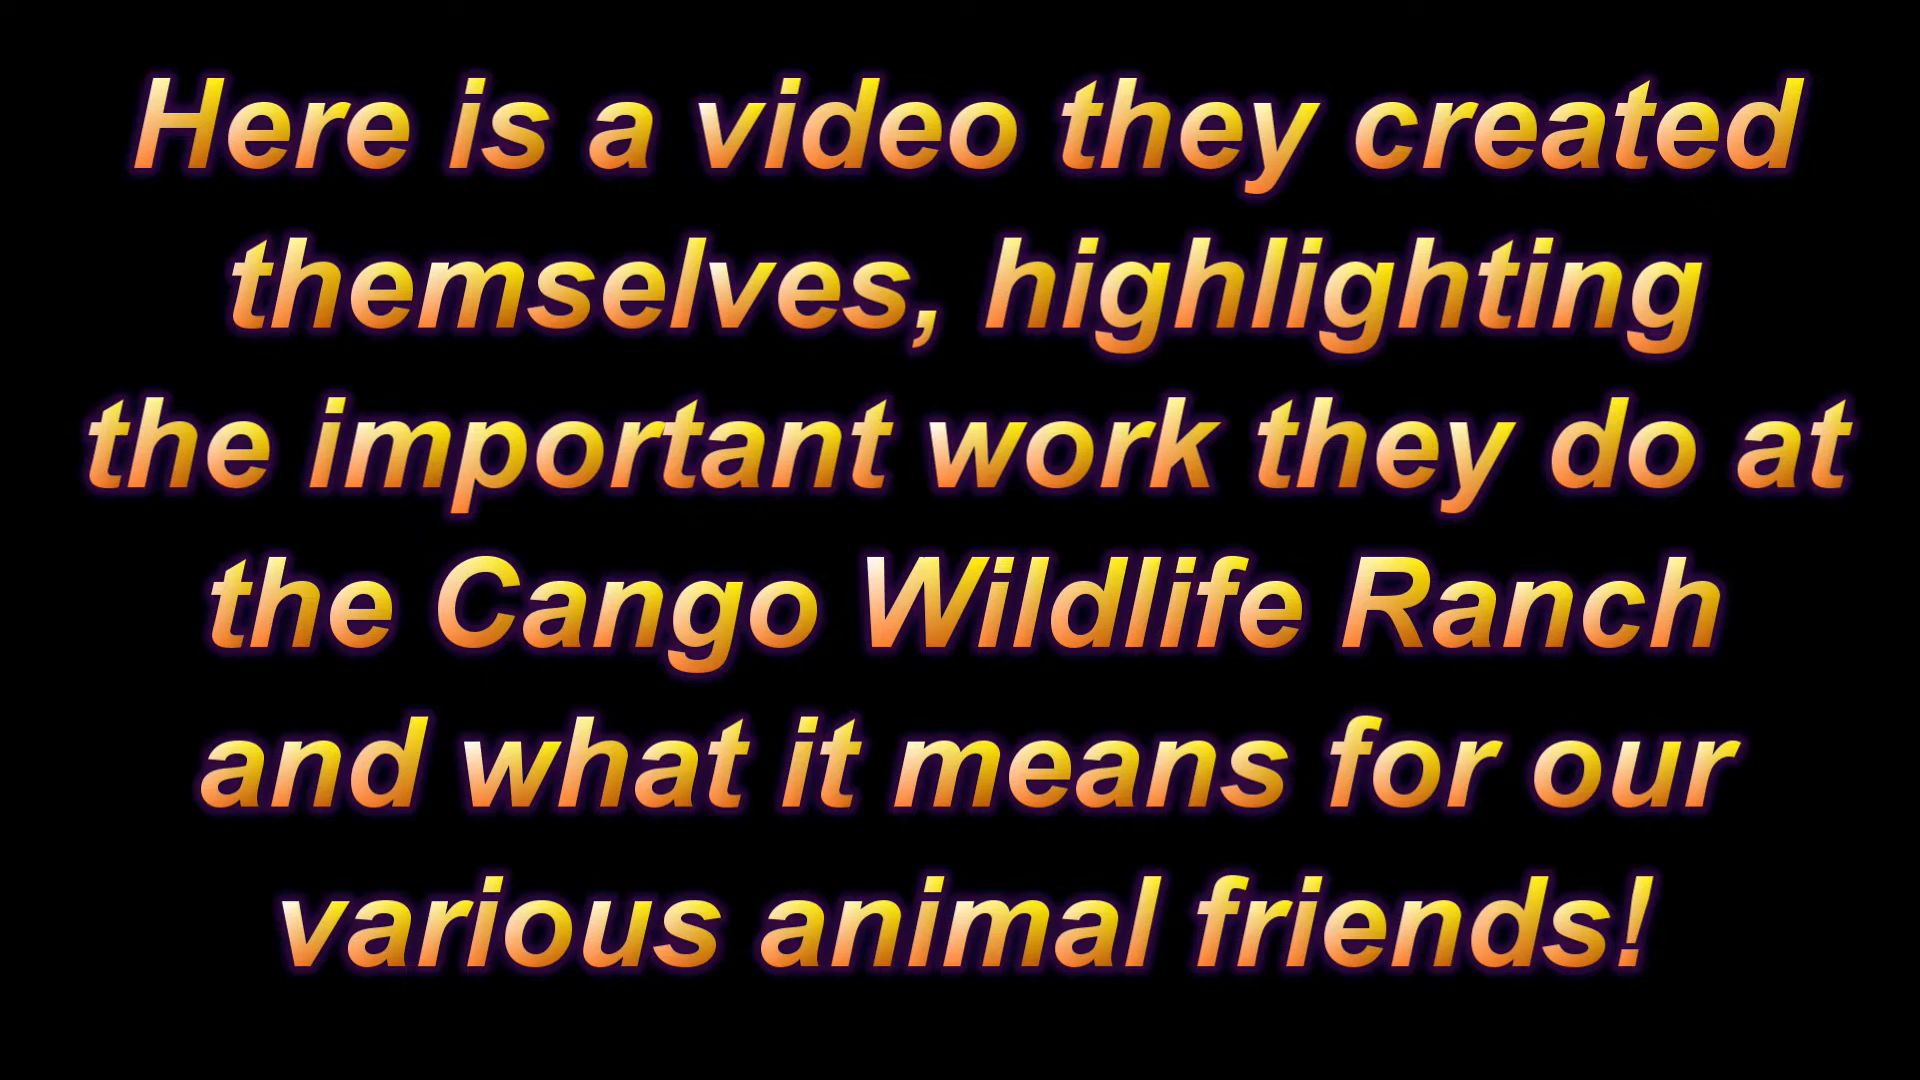 Here is a video they created
themselves, highlighting
the important work they do at
the Cango Wildlife Ranch
and what it means for our
various animal friends!